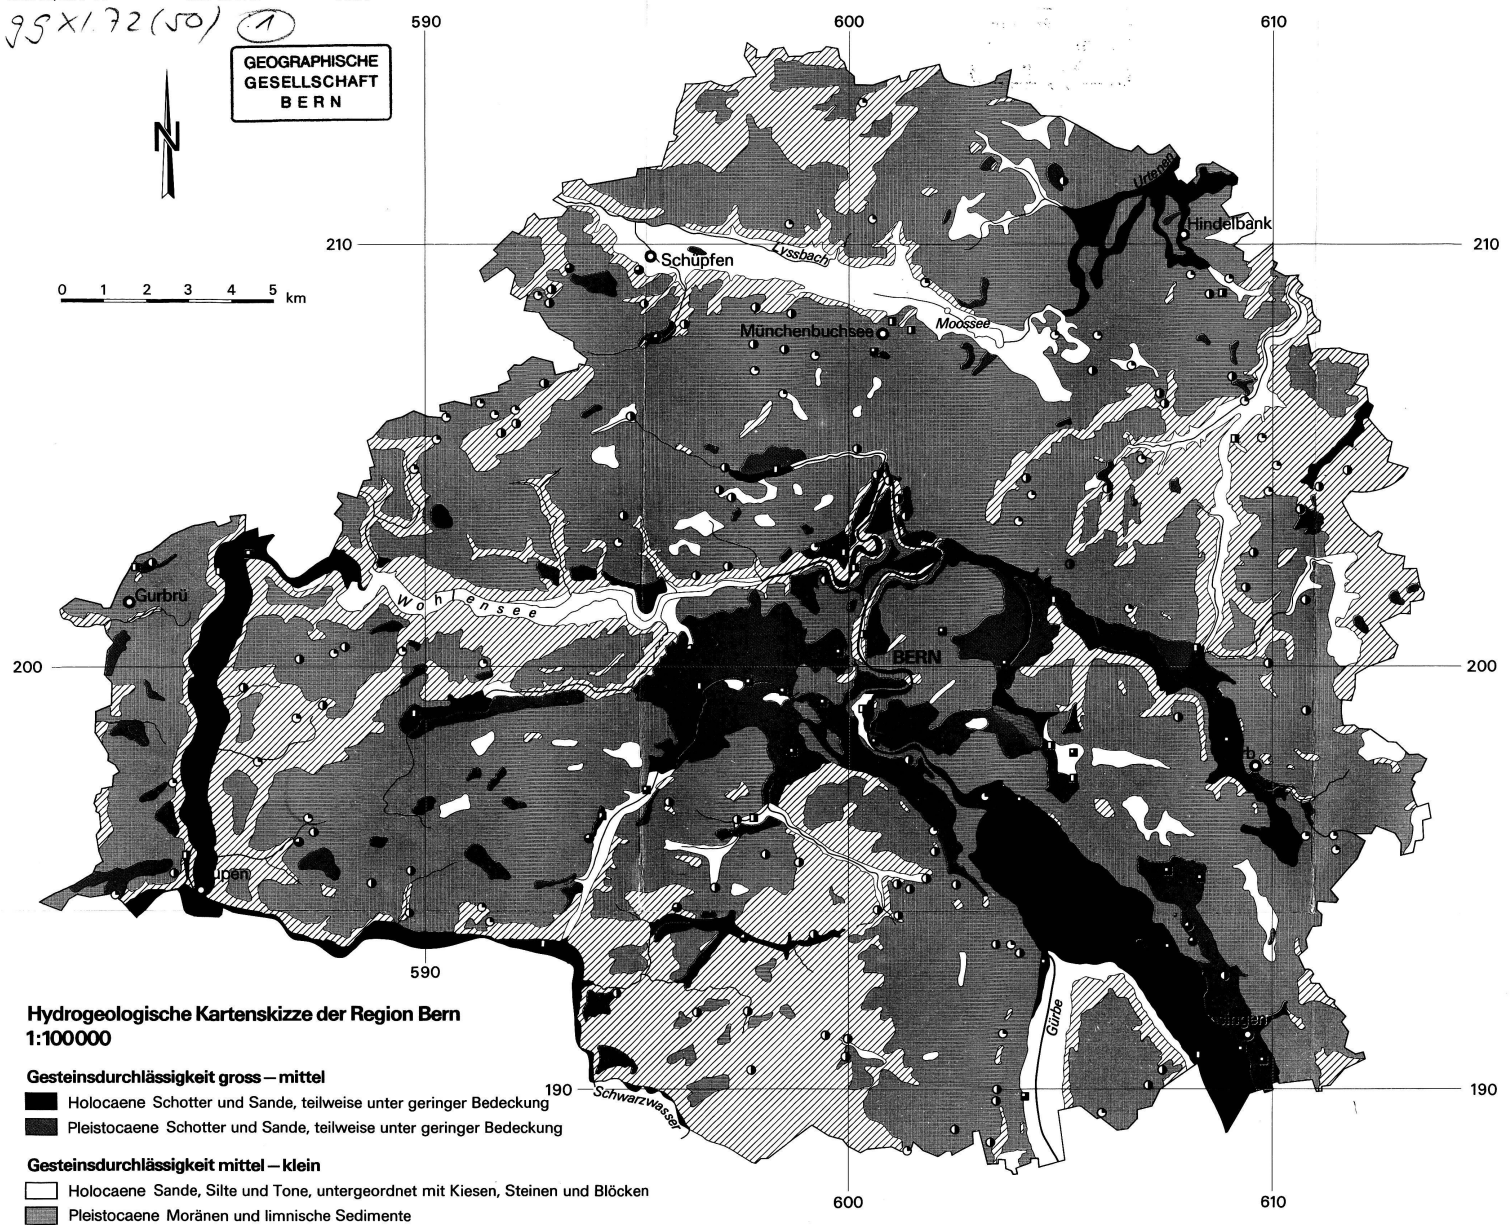 gg XI. 72 (50) 1
GEOGRAPHISCHE
GESELLSCHAFT
BERN
N
590
600
610
210
210
0 1 2 3 4 5 km
Urtenen
Hindelbank
Lyssbach
Schüpfen
Moossee
Münchenbuchsee
Wohlensee
Gurbrü
200
BERN
200
590
Gürbe
190
Schwarzwasser
190
600
610
Hydrogeologische Kartenskizze der Region Bern
1:100000
Gesteinsdurchlässigkeit gross – mittel
Holocaene Schotter und Sande, teilweise unter geringer Bedeckung
Pleistocaene Schotter und Sande, teilweise unter geringer Bedeckung
Gesteinsdurchlässigkeit mittel – klein
Holocaene Sande, Silte und Tone, untergeordnet mit Kiesen, Steinen und Blöcken
Pleistocaene Moränen und limnische Sedimente